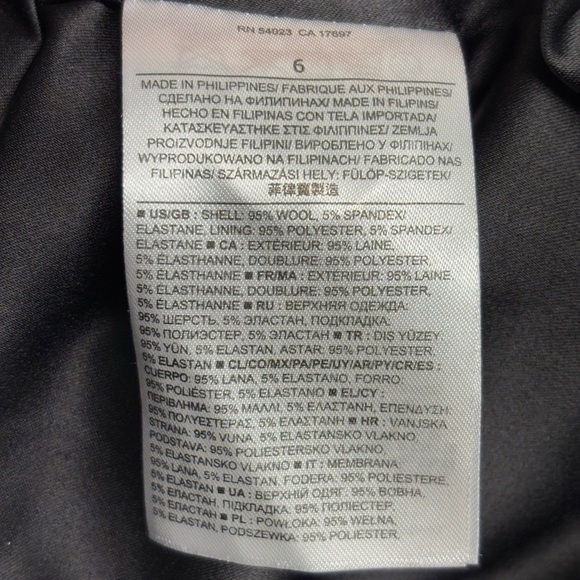 RN 54023 CA 17697
6
MADE IN PHILIPPINES/ FABRIQUE AUX PHILIPPINES/
СДЕЛАНО НА ФИЛИПИНАХ/ MADE IN FILIPINS/
HECHO EN FILIPINAS CON TELA IMPORTADA/
ΚΑΤΑΣΚΕΥΑΣΤΗΚΕ ΣΤΙΣ ΦΙΛΙΠΠΙΝΕΣ/ ZEMLJA
PROIZVODNJE FILIPINI/ ВИРОБЛЕНО У ФІЛІПІНАХ/
WYPRODUKOWANO NA FILIPINACH/ FABRICADO NAS
FILIPINAS/ SZÁRMAZÁSI HELY: FÜLÖP-SZIGETEK/
菲律賓製造
■ US/GB : SHELL: 95% WOOL, 5% SPANDEX/
ELASTANE, LINING: 95% POLYESTER, 5% SPANDEX/
ELASTANE ■ CA : EXTÉRIEUR: 95% LAINE,
5% ÉLASTHANNE, DOUBLURE: 95% POLYESTER,
5% ÉLASTHANNE ■ FR/MA : EXTÉRIEUR: 95% LAINE,
5% ÉLASTHANNE, DOUBLURE: 95% POLYESTER,
5% ÉLASTHANNE ■ RU : ВЕРХНЯЯ ОДЕЖДА:
95% ШЕРСТЬ, 5% ЭЛАСТАН, ПОДКЛАДКА:
95% ПОЛИЭСТЕР, 5% ЭЛАСТАН ■ TR : DIŞ YÜZEY:
95% YÜN, 5% ELASTAN, ASTAR: 95% POLYESTER,
5% ELASTAN ■ CL/CO/MX/PA/PE/UY/AR/PY/CR/ES :
CUERPO: 95% LANA, 5% ELASTANO, FORRO:
95% POLIÉSTER, 5% ELASTANO ■ EL/CY :
ΠΕΡΙΒΛΗΜΑ: 95% ΜΑΛΛΙ, 5% ΕΛΑΣΤΑΝΗ, ΕΠΕΝΔΥΣΗ:
95% ΠΟΛΥΕΣΤΕΡΑΣ, 5% ΕΛΑΣΤΑΝΗ ■ HR : VANJSKA
STRANA: 95% VUNA, 5% ELASTANSKO VLAKNO,
PODSTAVA: 95% POLIESTERSKO VLAKNO,
5% ELASTANSKO VLAKNO ■ IT : MEMBRANA:
95% LANA, 5% ELASTAN, FODERA: 95% POLIESTERE,
5% ELASTAN ■ UA : ВЕРХНІЙ ОДЯГ: 95% ВОВНА,
5% ЕЛАСТАН, ПІДКЛАДКА: 95% ПОЛІЕСТЕР,
5% ЕЛАСТАН ■ PL : POWŁOKA: 95% WEŁNA,
5% ELASTAN, PODSZEWKA: 95% POLIESTER,